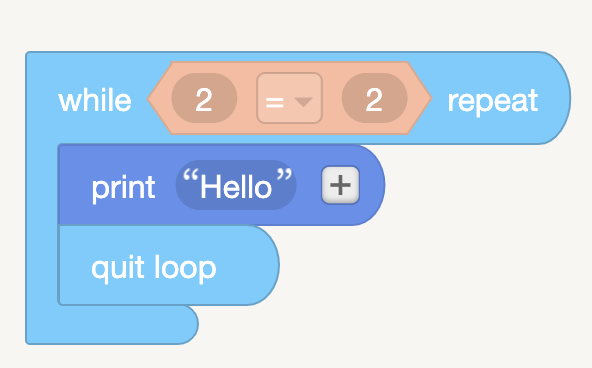 while 2 = 2 repeat
print “Hello” +
quit loop